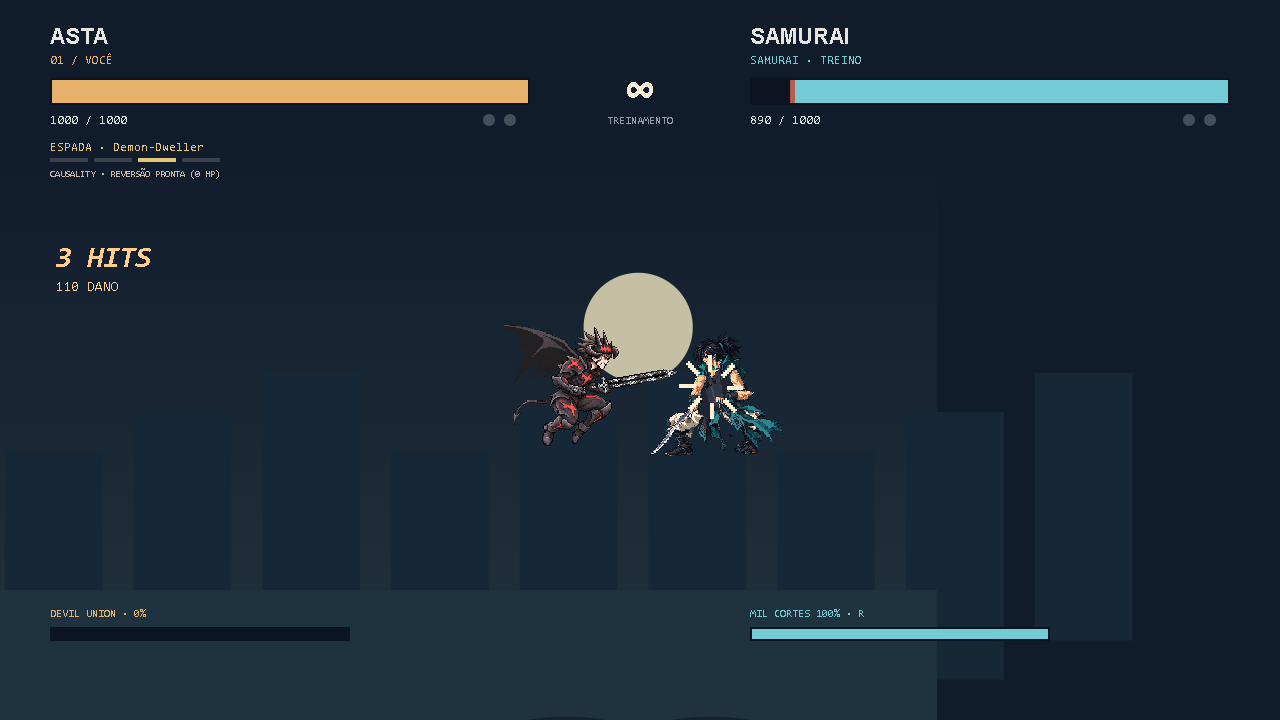 ASTA
01 / VOCÊ
1000 / 1000
ESPADA · Demon-Dweller
CAUSALITY · REVERSÃO PRONTA (0 HP)
∞
TREINAMENTO
SAMURAI
SAMURAI · TREINO
890 / 1000
3 HITS
110 DANO
DEVIL UNION · 0%
MIL CORTES 100% · R